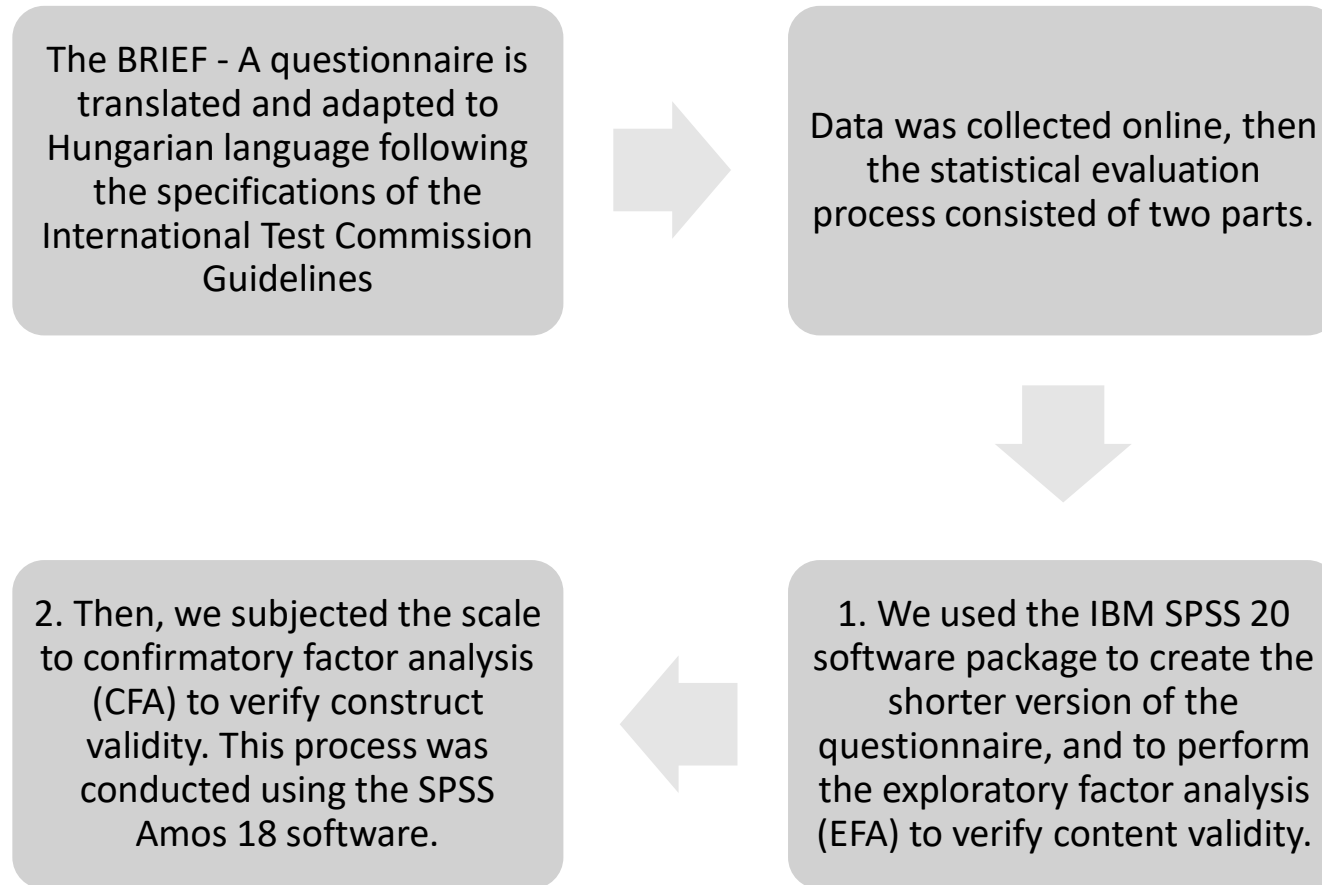 The BRIEF - A questionnaire is
translated and adapted to
Hungarian language following
the specifications of the
International Test Commission
Guidelines
Data was collected online, then
the statistical evaluation
process consisted of two parts.
1. We used the IBM SPSS 20
software package to create the
shorter version of the
questionnaire, and to perform
the exploratory factor analysis
(EFA) to verify content validity.
2. Then, we subjected the scale
to confirmatory factor analysis
(CFA) to verify construct
validity. This process was
conducted using the SPSS
Amos 18 software.